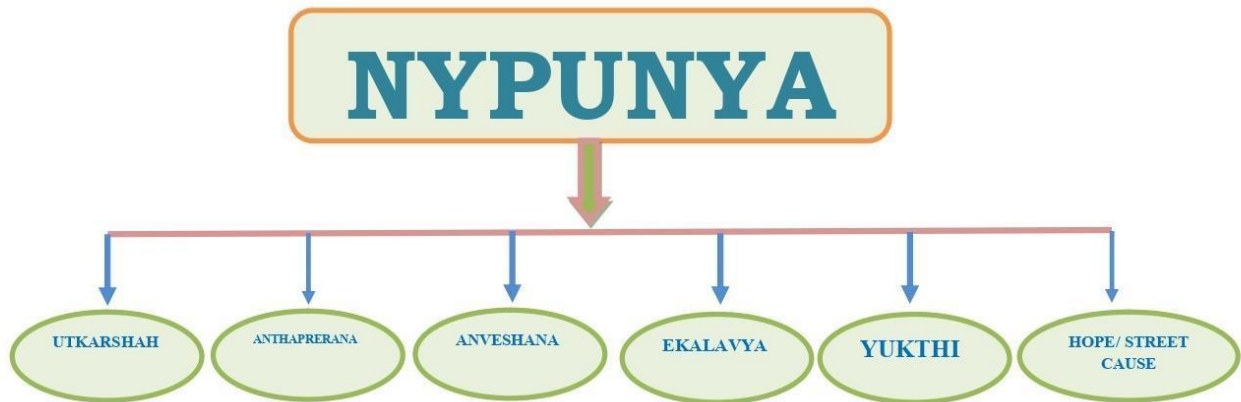 NYPUNYA
UTKARSHAH
ANTHAPRERANA
ANVESHANA
EKALAVYA
YUKTHI
HOPE/ STREET
CAUSE